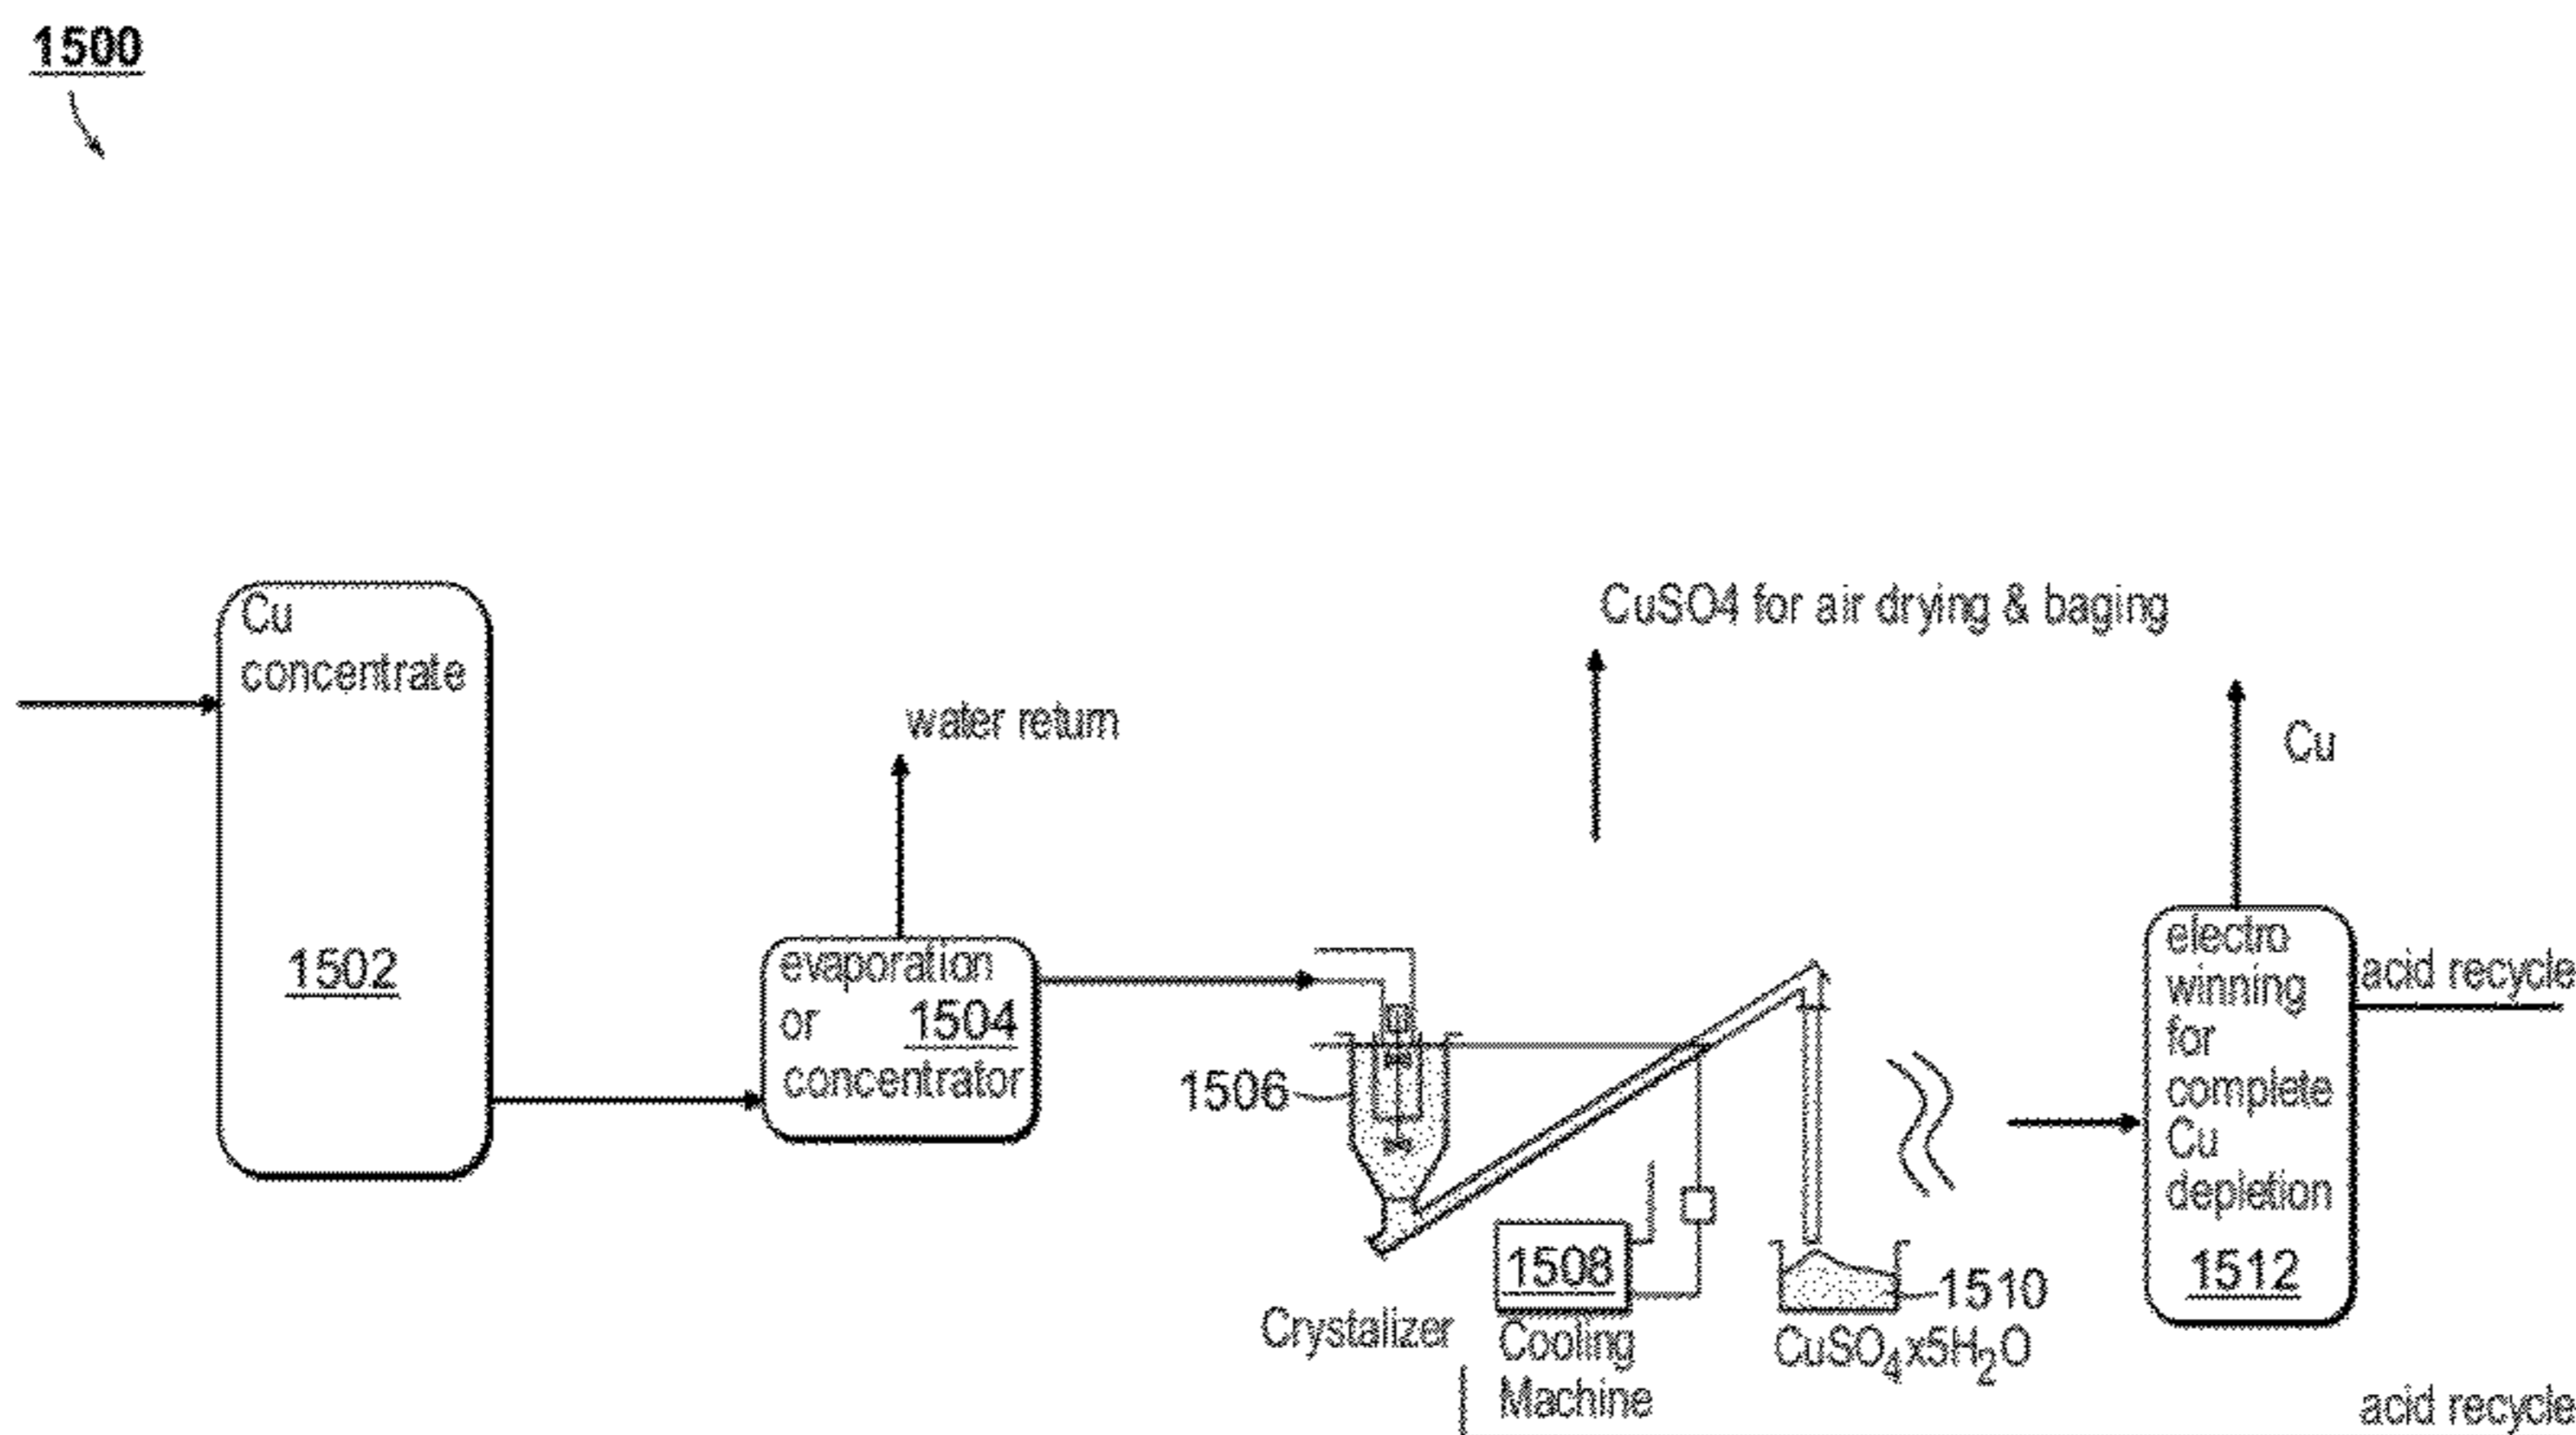 1500
Cu
concentrate
1502
water return
evaporation
or 1504
concentrator
1506
CuSO4 for air drying & baging
Crystalizer
1508
Cooling
Machine
1510
CuSO₄x5H₂O
Cu
electro
winning
for
complete
Cu
depletion
1512
acid recycle
acid recycle